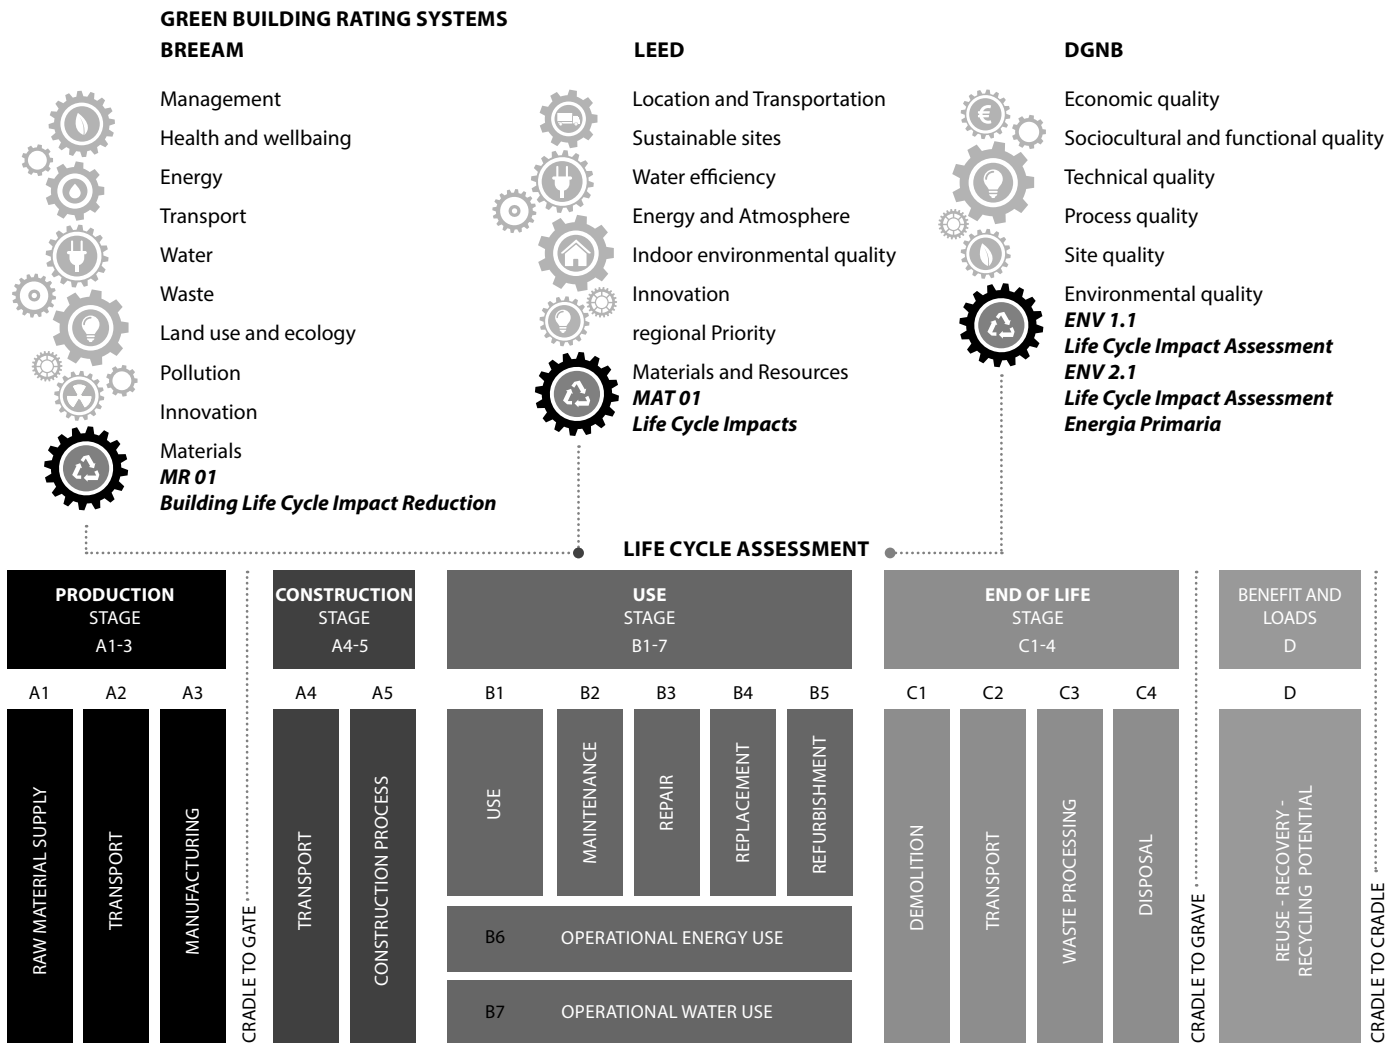 GREEN BUILDING RATING SYSTEMS
BREEAM
Management
Health and wellbaing
Energy
Transport
Water
Waste
Land use and ecology
Pollution
Innovation
Materials
MR 01
Building Life Cycle Impact Reduction
LEED
Location and Transportation
Sustainable sites
Water efficiency
Energy and Atmosphere
Indoor environmental quality
Innovation
regional Priority
Materials and Resources
MAT 01
Life Cycle Impacts
DGNB
€
Economic quality
Sociocultural and functional quality
Technical quality
Process quality
Site quality
Environmental quality
ENV 1.1
Life Cycle Impact Assessment
ENV 2.1
Life Cycle Impact Assessment
Energia Primaria
LIFE CYCLE ASSESSMENT
PRODUCTION
STAGE
A1-3
A1
A2
A3
RAW MATERIAL SUPPLY
TRANSPORT
MANUFACTURING
CRADLE TO GATE
CONSTRUCTION
STAGE
A4-5
A4
A5
TRANSPORT
CONSTRUCTION PROCESS
USE
STAGE
B1-7
B1
B2
B3
B4
B5
USE
MAINTENANCE
REPAIR
REPLACEMENT
REFURBISHMENT
B6 OPERATIONAL ENERGY USE
B7 OPERATIONAL WATER USE
END OF LIFE
STAGE
C1-4
C1
C2
C3
C4
DEMOLITION
TRANSPORT
WASTE PROCESSING
DISPOSAL
CRADLE TO GRAVE
BENEFIT AND
LOADS
D
D
REUSE - RECOVERY -
RECYCLING POTENTIAL
CRADLE TO CRADLE